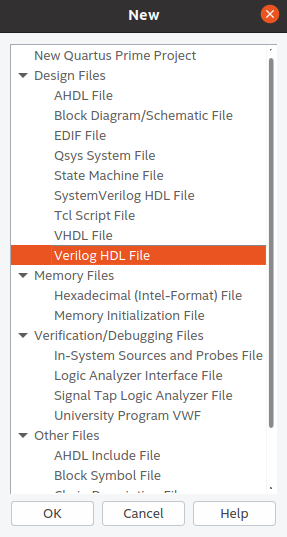 New
New Quartus Prime Project
Design Files
AHDL File
Block Diagram/Schematic File
EDIF File
Qsys System File
State Machine File
SystemVerilog HDL File
Tcl Script File
VHDL File
Verilog HDL File
Memory Files
Hexadecimal (Intel-Format) File
Memory Initialization File
Verification/Debugging Files
In-System Sources and Probes File
Logic Analyzer Interface File
Signal Tap Logic Analyzer File
University Program VWF
Other Files
AHDL Include File
Block Symbol File
OK
Cancel
Help